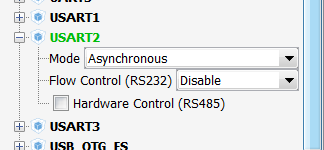 USART1
USART2
Mode Asynchronous
Flow Control (RS232) Disable
Hardware Control (RS485)
USART3
USB_OTG_FS